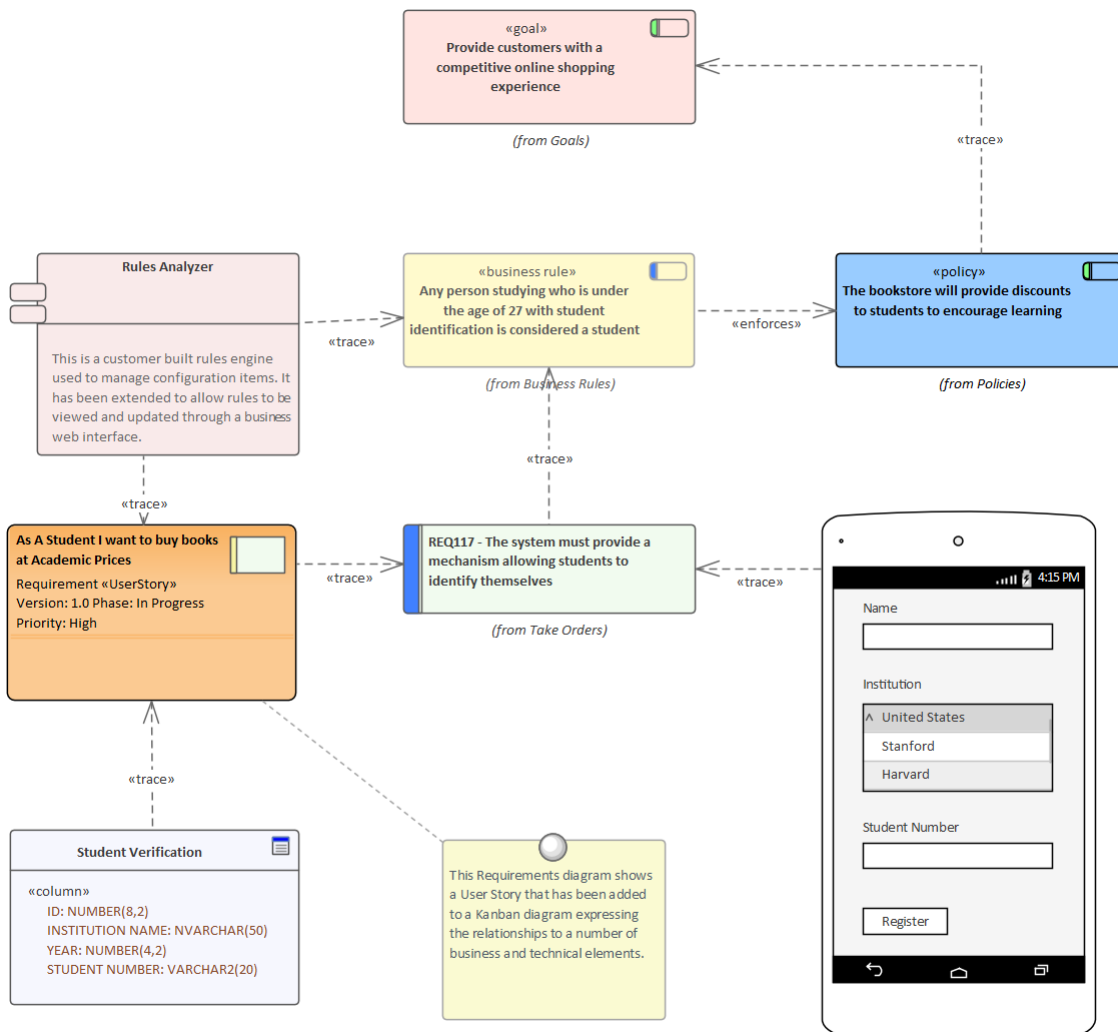 «goal»
Provide customers with a
competitive online shopping
experience
(from Goals)
«trace»
Rules Analyzer
This is a customer built rules engine
used to manage configuration items. It
has been extended to allow rules to be
viewed and updated through a business
web interface.
«trace»
«business rule»
Any person studying who is under
the age of 27 with student
identification is considered a student
(from Business Rules)
«enforces»
«policy»
The bookstore will provide discounts
to students to encourage learning
(from Policies)
«trace»
«trace»
As A Student I want to buy books
at Academic Prices
Requirement «UserStory»
Version: 1.0 Phase: In Progress
Priority: High
«trace»
REQ117 - The system must provide a
mechanism allowing students to
identify themselves
(from Take Orders)
«trace»
4:15 PM
Name
Institution
United States
Stanford
Harvard
Student Number
Register
«trace»
Student Verification
«column»
ID: NUMBER(8,2)
INSTITUTION NAME: NVARCHAR(50)
YEAR: NUMBER(4,2)
STUDENT NUMBER: VARCHAR2(20)
This Requirements diagram shows
a User Story that has been added
to a Kanban diagram expressing
the relationships to a number of
business and technical elements.